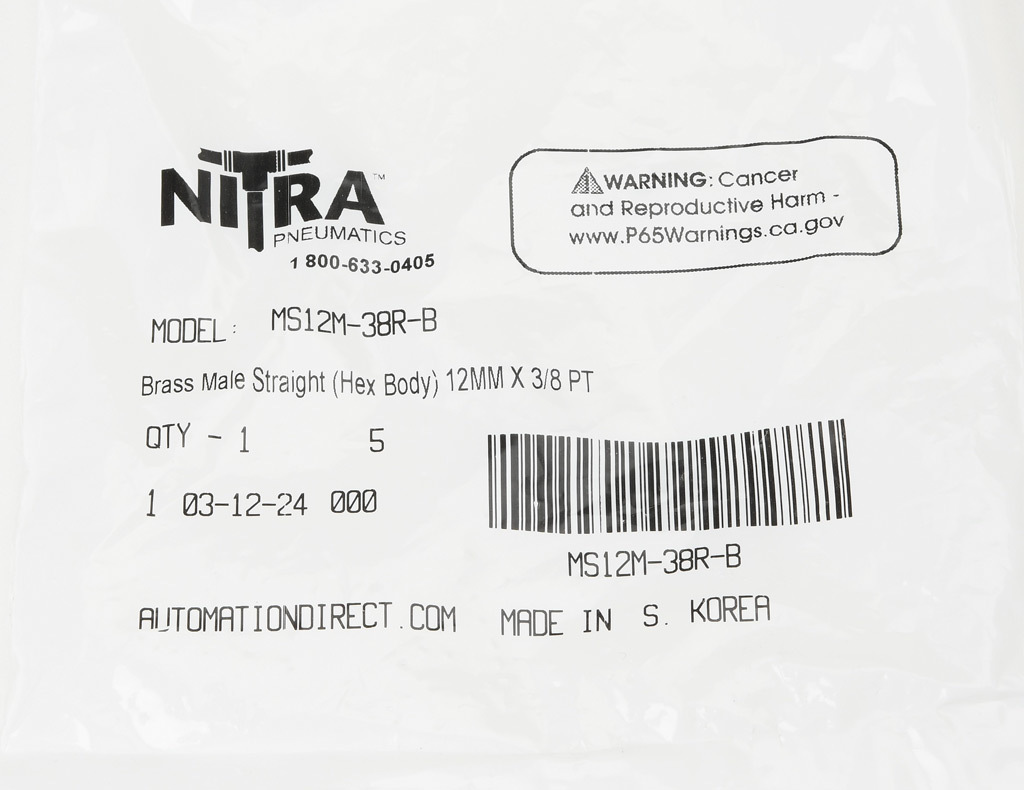 NITRA™
PNEUMATICS
1 800-633-0405
⚠WARNING: Cancer
and Reproductive Harm -
www.P65Warnings.ca.gov
MODEL: MS12M-38R-B
Brass Male Straight (Hex Body) 12MM X 3/8 PT
QTY - 1 5
1 03-12-24 000
MS12M-38R-B
AUTOMATIONDIRECT.COM MADE IN S. KOREA